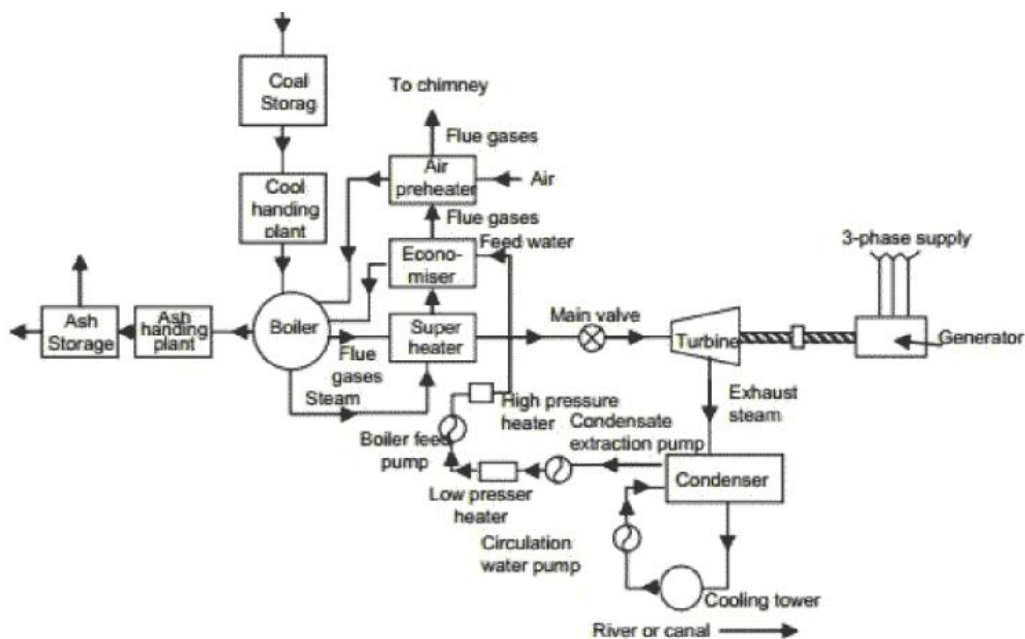 Coal
Storag
To chimney
Flue gases
Cool
handing
plant
Air
preheater
Air
Flue gases
Feed water
Econo-
miser
3-phase supply
Ash
Storage
Ash
handing
plant
Boiler
Super
heater
Main valve
Turbine
Generator
Flue
gases
Steam
High pressure
heater
Exhaust
steam
Boiler feed
pump
Condensate
extraction pump
Low presser
heater
Condenser
Circulation
water pump
Cooling tower
River or canal